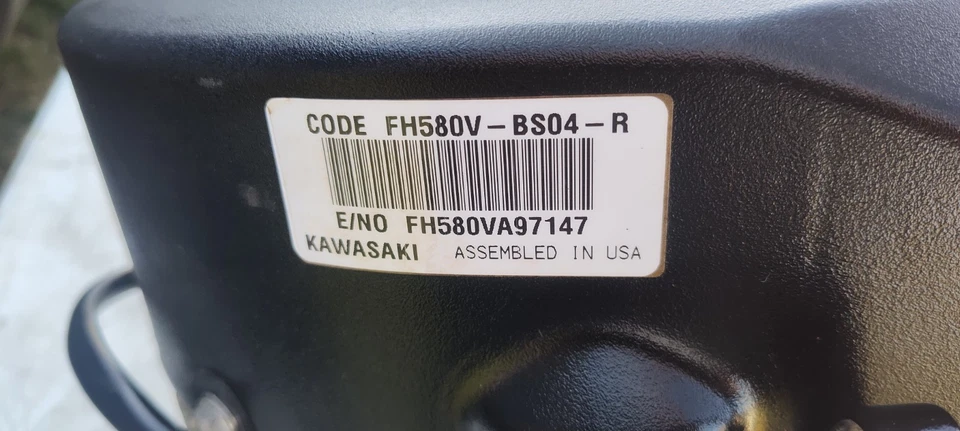 CODE FH580V-BS04-R
E/NO FH580VA97147
KAWASAKI ASSEMBLED IN USA